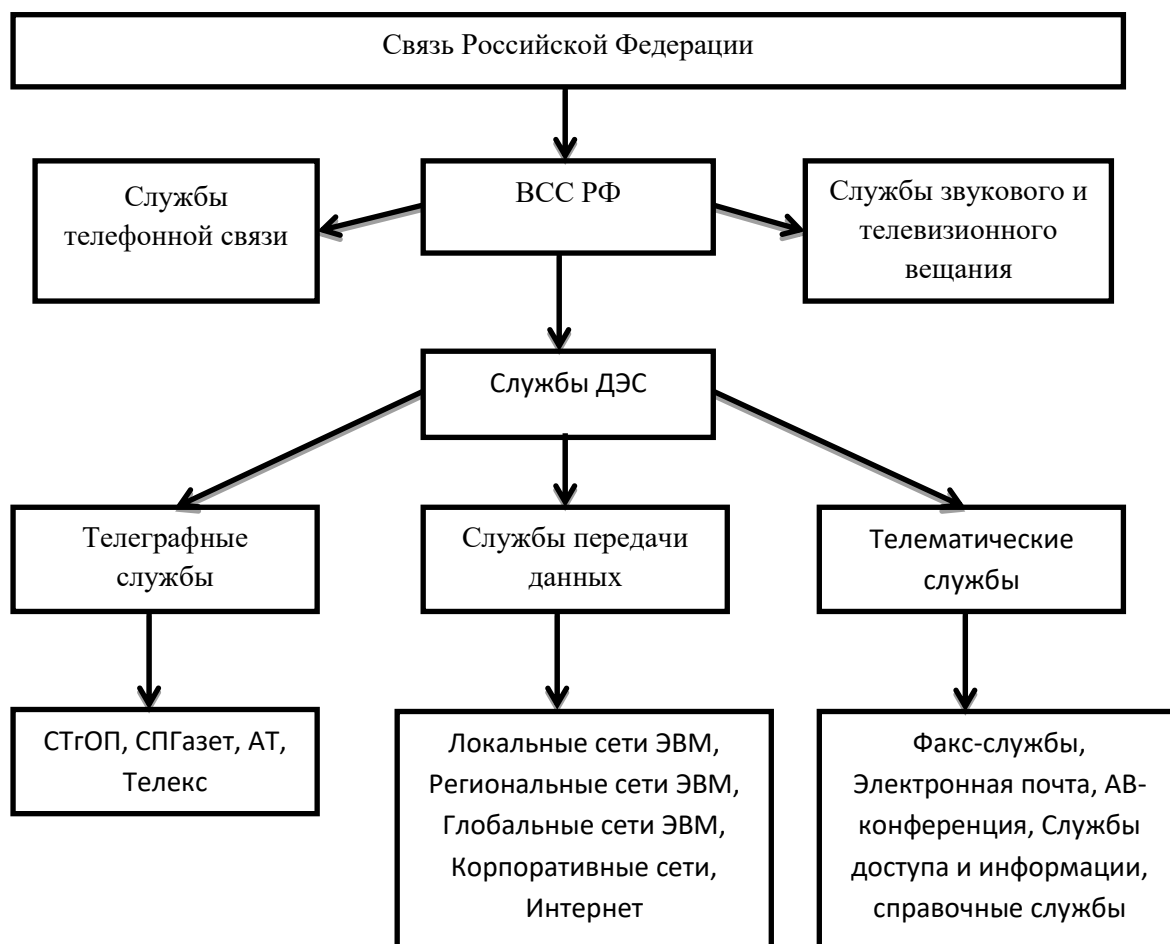 Связь Российской Федерации
Службы
телефонной связи
ВСС РФ
Службы звукового и
телевизионного
вещания
Службы ДЭС
Телеграфные
службы
Службы передачи
данных
Телематические
службы
СТгОП, СПГазет, АТ,
Телекс
Локальные сети ЭВМ,
Региональные сети ЭВМ,
Глобальные сети ЭВМ,
Корпоративные сети,
Интернет
Факс-службы,
Электронная почта, АВ-
конференция, Службы
доступа и информации,
справочные службы